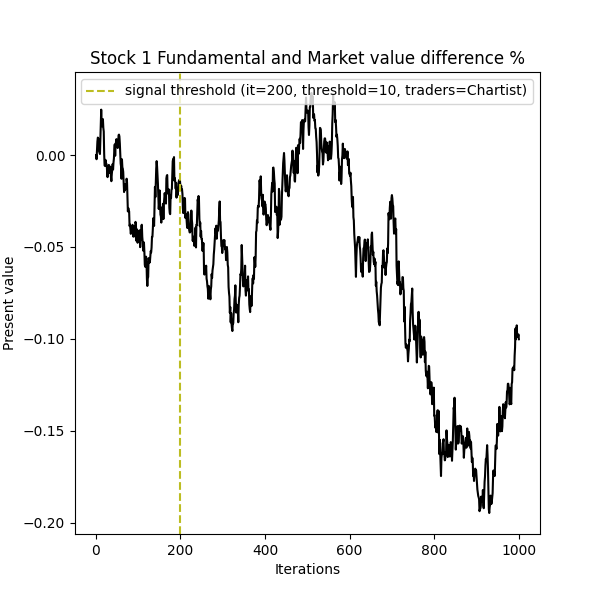 Stock 1 Fundamental and Market value difference %
signal threshold (it=200, threshold=10, traders=Chartist)
0.00
−0.05
−0.10
−0.15
−0.20
Present value
0 200 400 600 800 1000
Iterations